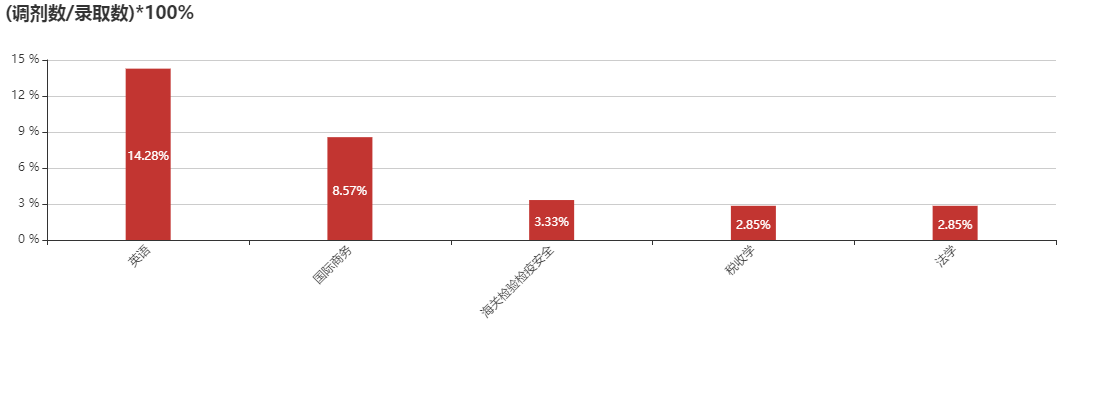 (调剂数/录取数)*100%
15 %
12 %
9 %
6 %
3 %
0 %
14.28%
8.57%
3.33%
2.85%
2.85%
英语
国际商务
海关检验检疫安全
税收学
法学